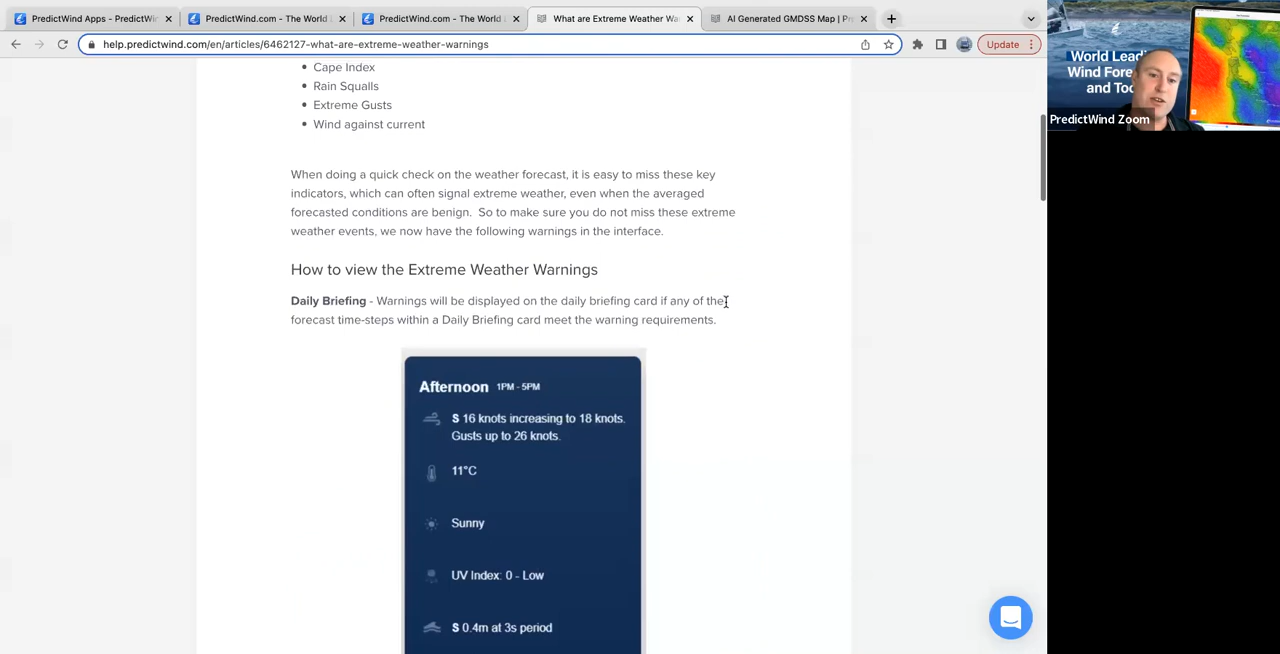 PredictWind Apps - PredictWin
PredictWind.com - The World L
PredictWind.com - The World L
What are Extreme Weather Wa
AI Generated GMDSS Map | Pr
help.predictwind.com/en/articles/6462127-what-are-extreme-weather-warnings
Update
World Lead
Wind Fore
and Too
PredictWind Zoom
Cape Index
Rain Squalls
Extreme Gusts
Wind against current
When doing a quick check on the weather forecast, it is easy to miss these key
indicators, which can often signal extreme weather, even when the averaged
forecasted conditions are benign.  So to make sure you do not miss these extreme
weather events, we now have the following warnings in the interface.
How to view the Extreme Weather Warnings
Daily Briefing - Warnings will be displayed on the daily briefing card if any of the
forecast time-steps within a Daily Briefing card meet the warning requirements.
Afternoon 1PM - 5PM
S 16 knots increasing to 18 knots.
Gusts up to 26 knots.
11°C
Sunny
UV Index: 0 - Low
S 0.4m at 3s period